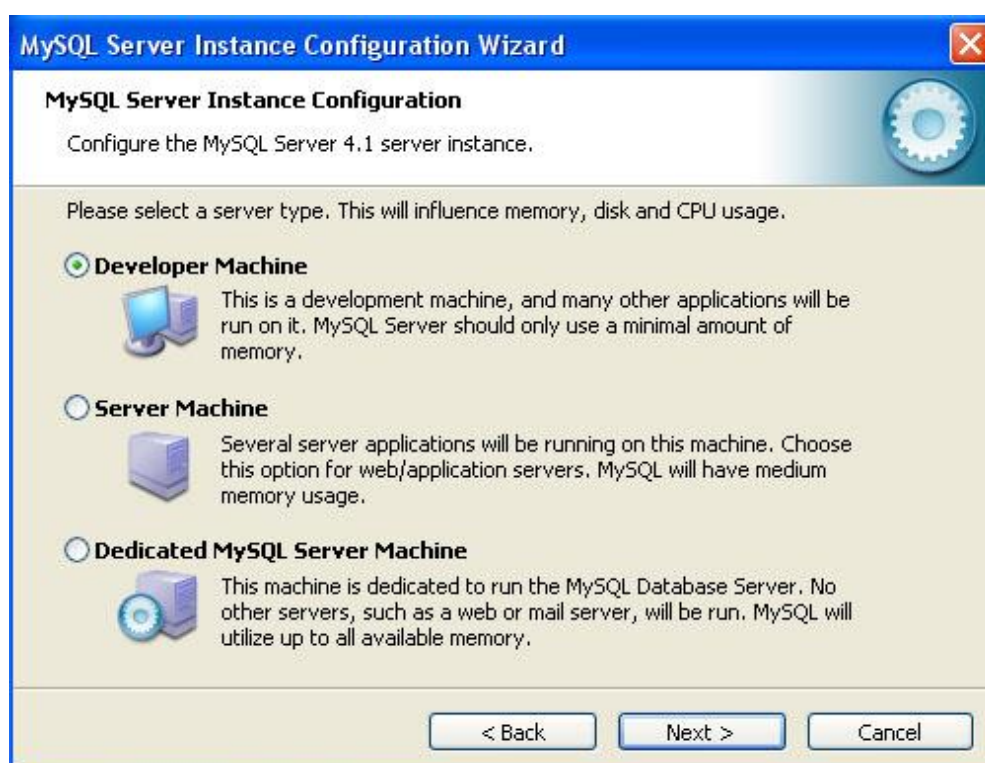 MySQL Server Instance Configuration Wizard
MySQL Server Instance Configuration
Configure the MySQL Server 4.1 server instance.
Please select a server type. This will influence memory, disk and CPU usage.
Developer Machine
This is a development machine, and many other applications will be
run on it. MySQL Server should only use a minimal amount of
memory.
Server Machine
Several server applications will be running on this machine. Choose
this option for web/application servers. MySQL will have medium
memory usage.
Dedicated MySQL Server Machine
This machine is dedicated to run the MySQL Database Server. No
other servers, such as a web or mail server, will be run. MySQL will
utilize up to all available memory.
< Back
Next >
Cancel